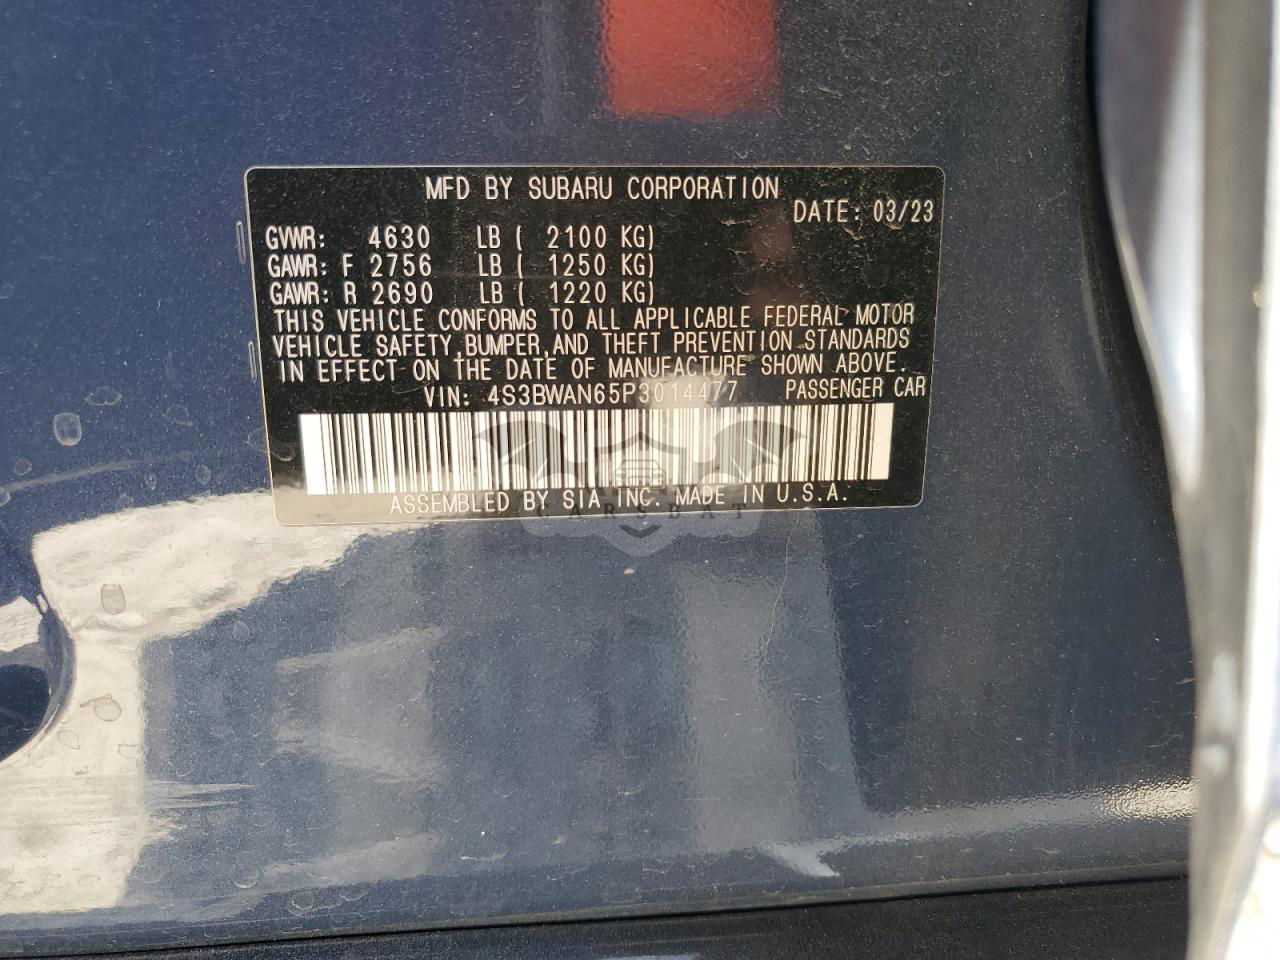 MFD BY SUBARU CORPORATION
DATE: 03/23
GVWR: 4630 LB ( 2100 KG)
GAWR: F 2756 LB ( 1250 KG)
GAWR: R 2690 LB ( 1220 KG)
THIS VEHICLE CONFORMS TO ALL APPLICABLE FEDERAL MOTOR
VEHICLE SAFETY,BUMPER,AND THEFT PREVENTION STANDARDS
IN EFFECT ON THE DATE OF MANUFACTURE SHOWN ABOVE.
VIN: 4S3BWAN65P3014477 PASSENGER CAR
ASSEMBLED BY SIA INC. MADE IN U.S.A.
CARSBAT